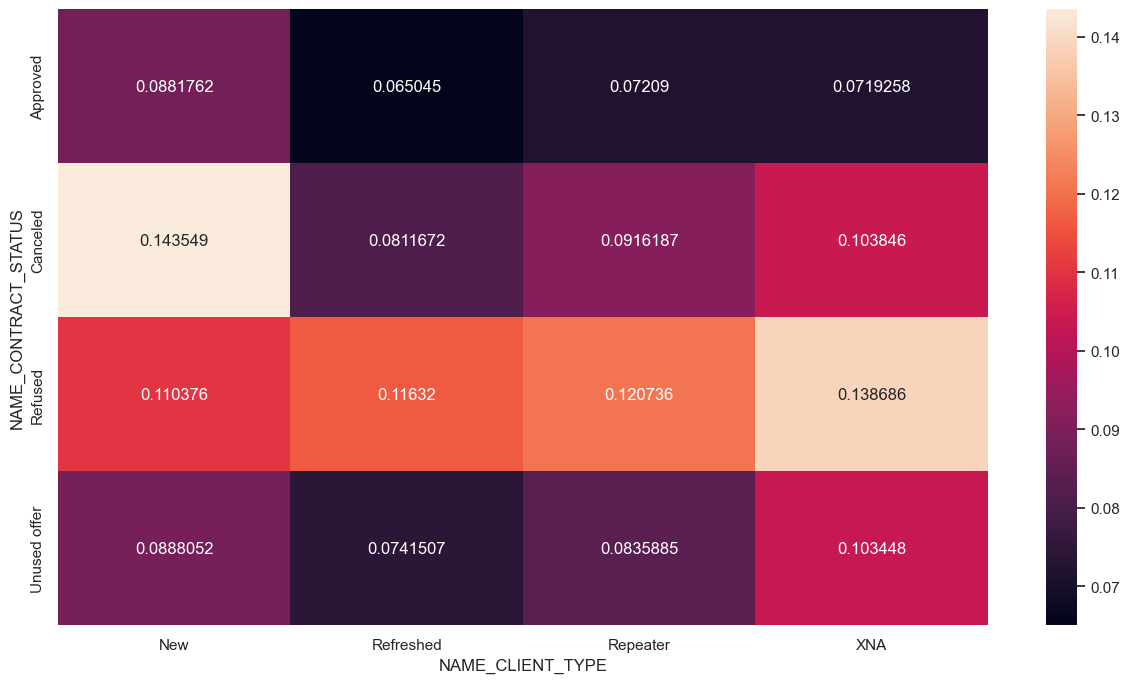 NAME_CONTRACT_STATUS
Approved
0.0881762 0.065045 0.07209 0.0719258
Canceled
0.143549 0.0811672 0.0916187 0.103846
Refused
0.110376 0.11632 0.120736 0.138686
Unused offer
0.0888052 0.0741507 0.0835885 0.103448
New Refreshed Repeater XNA
NAME_CLIENT_TYPE
0.14
0.13
0.12
0.11
0.10
0.09
0.08
0.07